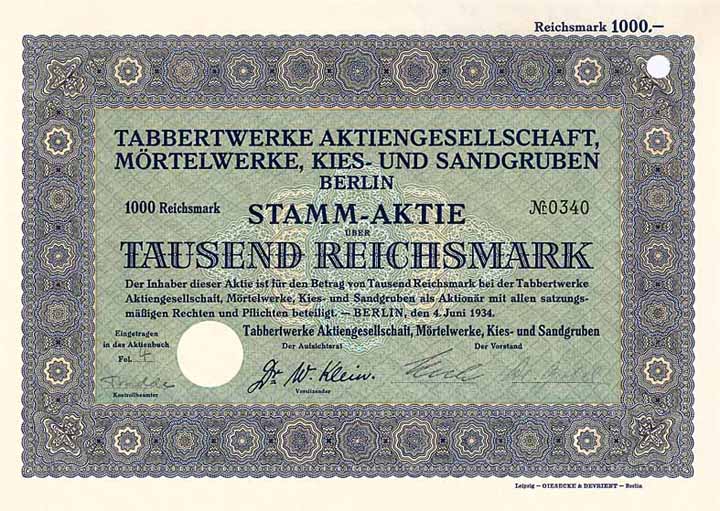 Reichsmark 1000.—
TABBERTWERKE AKTIENGESELLSCHAFT,
MÖRTELWERKE, KIES- UND SANDGRUBEN
BERLIN
1000 Reichsmark STAMM-AKTIE № 0340
ÜBER
TAUSEND REICHSMARK
Der Inhaber dieser Aktie ist für den Betrag von Tausend Reichsmark bei der Tabbertwerke
Aktiengesellschaft, Mörtelwerke, Kies- und Sandgruben als Aktionär mit allen satzungs-
mäßigen Rechten und Pflichten beteiligt. — BERLIN, den 4. Juni 1934.
Eingetragen
in das Aktienbuch
Fol. 4
Kontrollbeamter
Tabbertwerke Aktiengesellschaft, Mörtelwerke, Kies- und Sandgruben
Der Aufsichtsrat Der Vorstand
Dr. W. Klein.
Vorsitzender
Leipzig — GIESECKE & DEVRIENT — Berlin